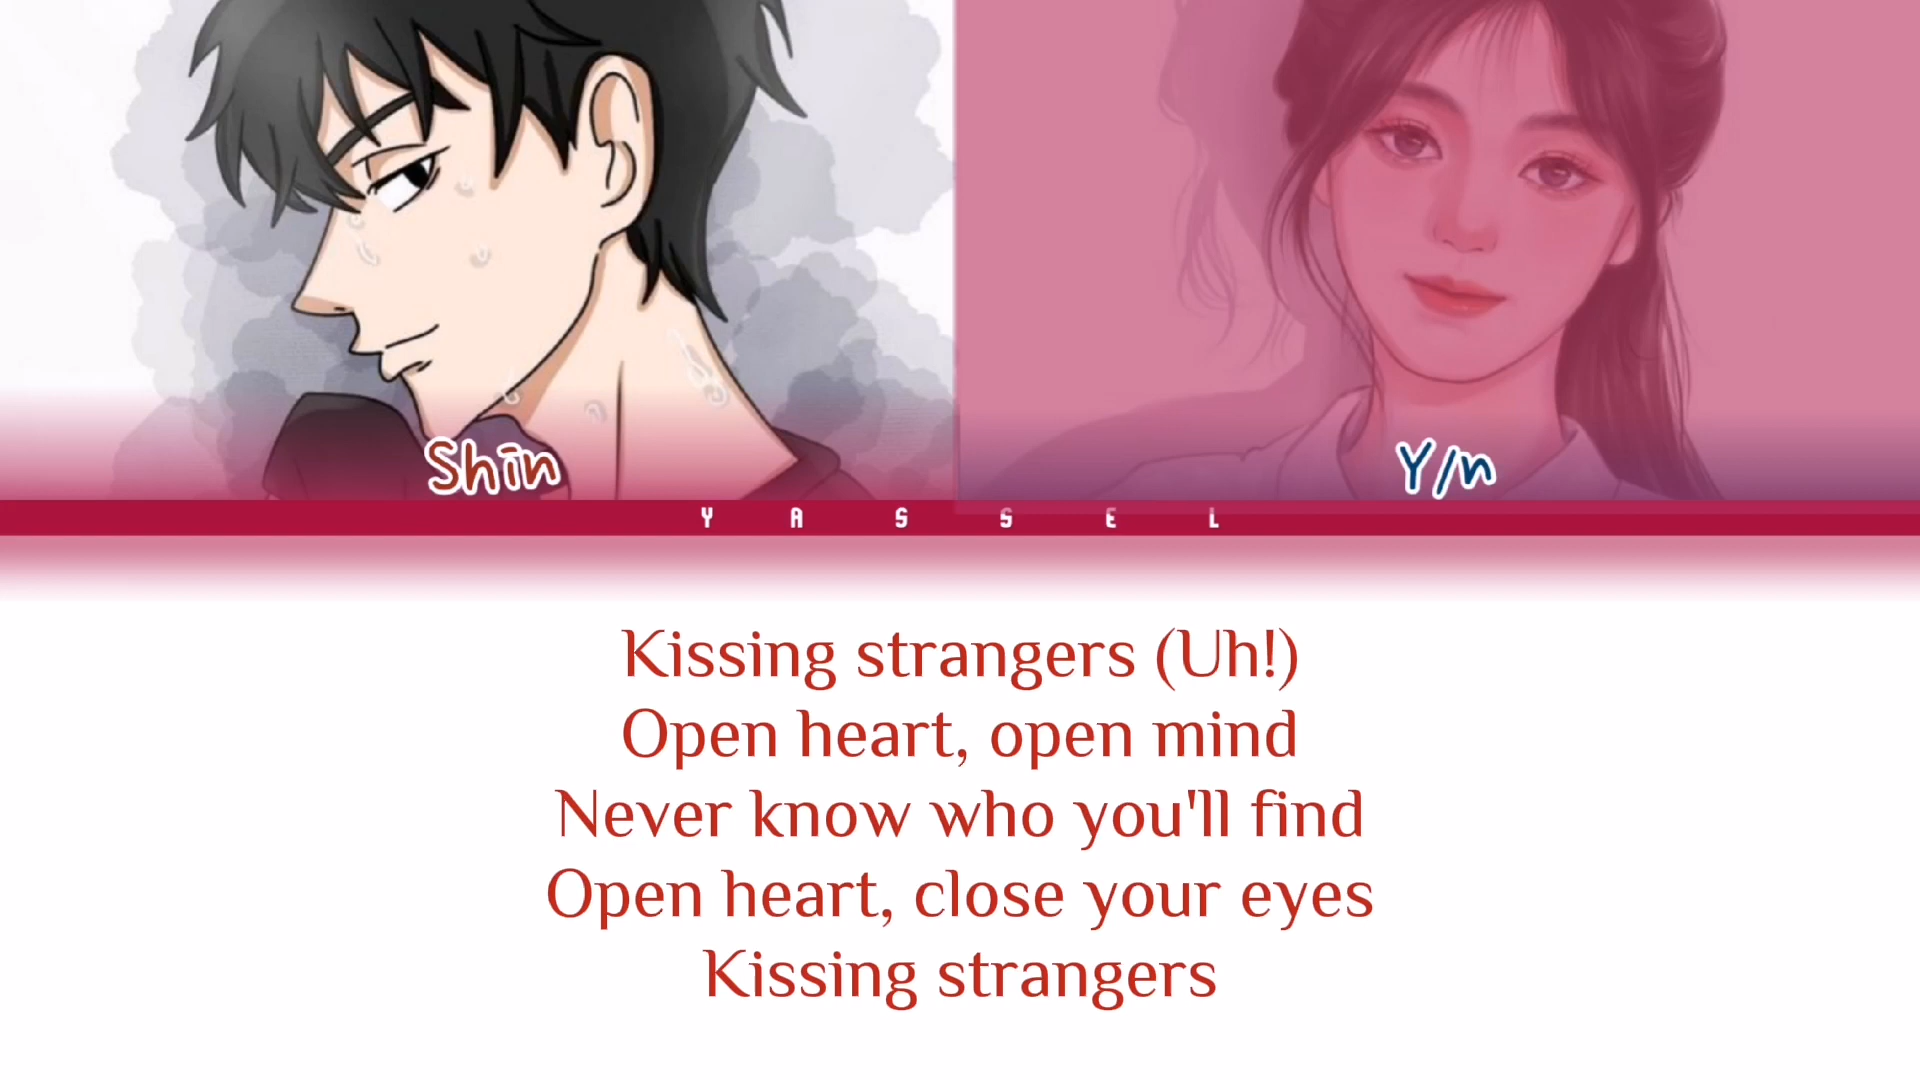 Shin
Y/n
YASSEL
Kissing strangers (Uh!)
Open heart, open mind
Never know who you'll find
Open heart, close your eyes
Kissing strangers